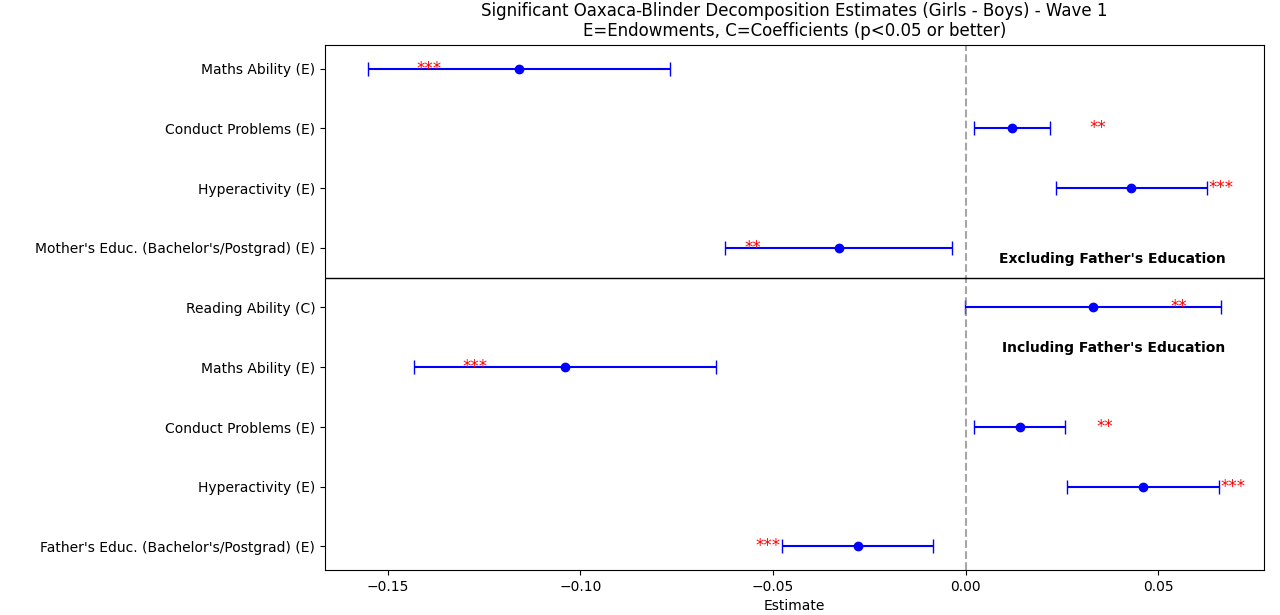 Significant Oaxaca-Blinder Decomposition Estimates (Girls - Boys) - Wave 1
E=Endowments, C=Coefficients (p<0.05 or better)
Maths Ability (E)
***
Conduct Problems (E)
**
Hyperactivity (E)
***
Mother's Educ. (Bachelor's/Postgrad) (E)
**
Excluding Father's Education
Reading Ability (C)
**
Including Father's Education
Maths Ability (E)
***
Conduct Problems (E)
**
Hyperactivity (E)
***
Father's Educ. (Bachelor's/Postgrad) (E)
***
−0.15 −0.10 −0.05 0.00 0.05
Estimate